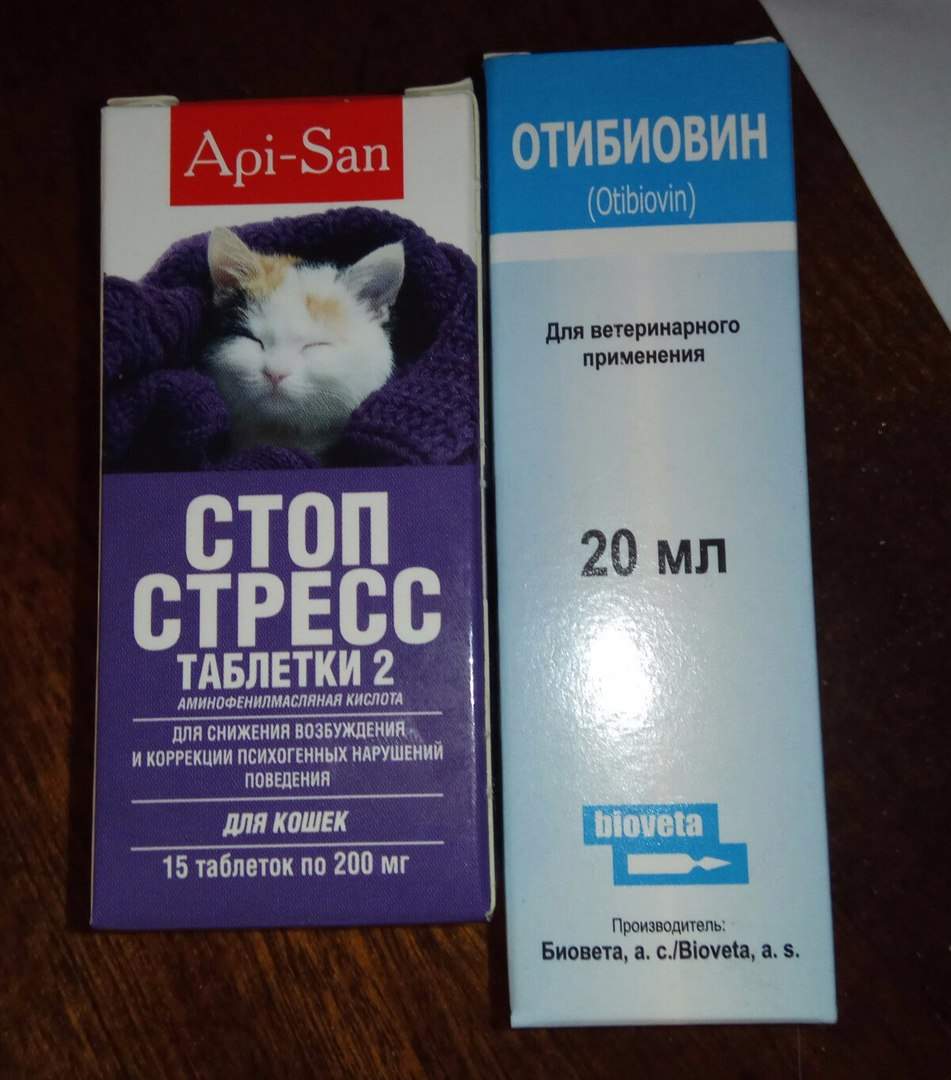 Api-San
СТОП
СТРЕСС
ТАБЛЕТКИ 2
АМИНОФЕНИЛМАСЛЯНАЯ КИСЛОТА
ДЛЯ СНИЖЕНИЯ ВОЗБУЖДЕНИЯ
И КОРРЕКЦИИ ПСИХОГЕННЫХ НАРУШЕНИЙ
ПОВЕДЕНИЯ
ДЛЯ КОШЕК
15 таблеток по 200 мг
ОТИБИОВИН
(Otibiovin)
Для ветеринарного
применения
20 мл
bioveta
Производитель:
Биовета, а. с./Bioveta, a. s.